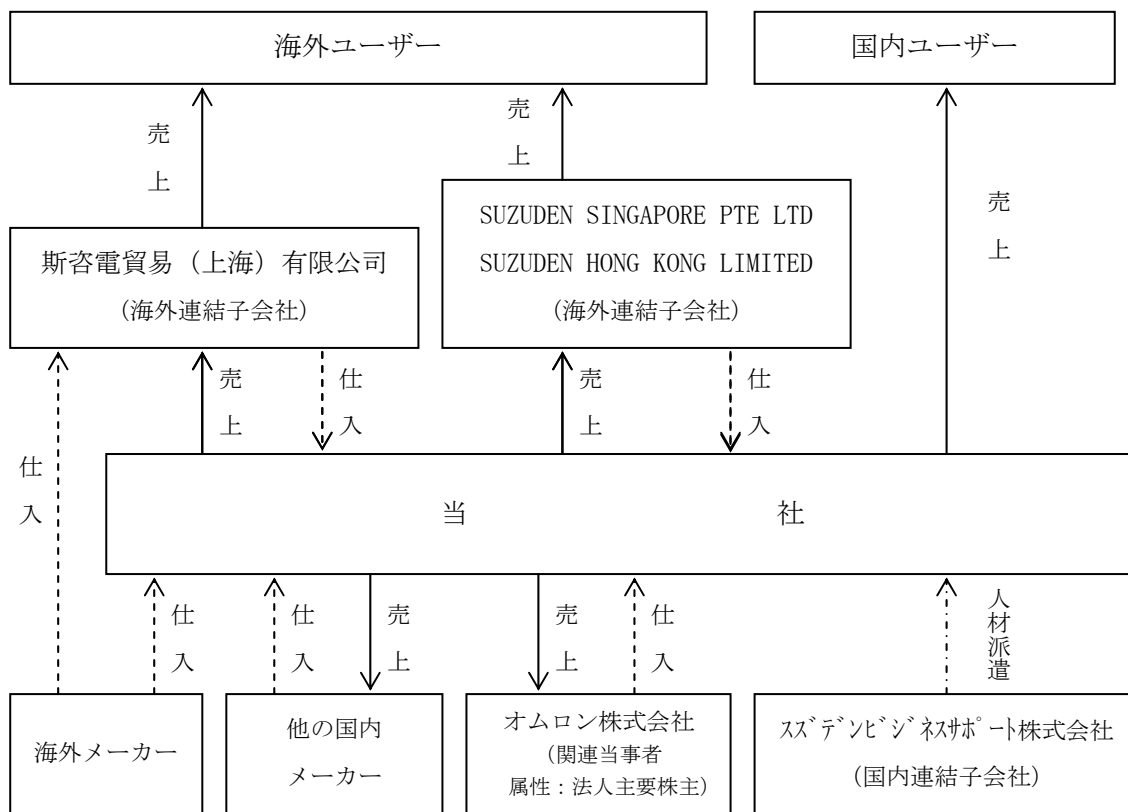 海外ユーザー
国内ユーザー
売上
売上
売上
斯咨電貿易（上海）有限公司
（海外連結子会社）
SUZUDEN SINGAPORE PTE LTD
SUZUDEN HONG KONG LIMITED
（海外連結子会社）
売上
仕入
売上
仕入
仕入
当社
仕入
仕入
売上
売上
仕入
人材派遣
海外メーカー
他の国内
メーカー
オムロン株式会社
（関連当事者
属性：法人主要株主）
ｽｽﾞﾃﾞﾝﾋﾞｼﾞﾈｽｻﾎﾟｰﾄ株式会社
（国内連結子会社）